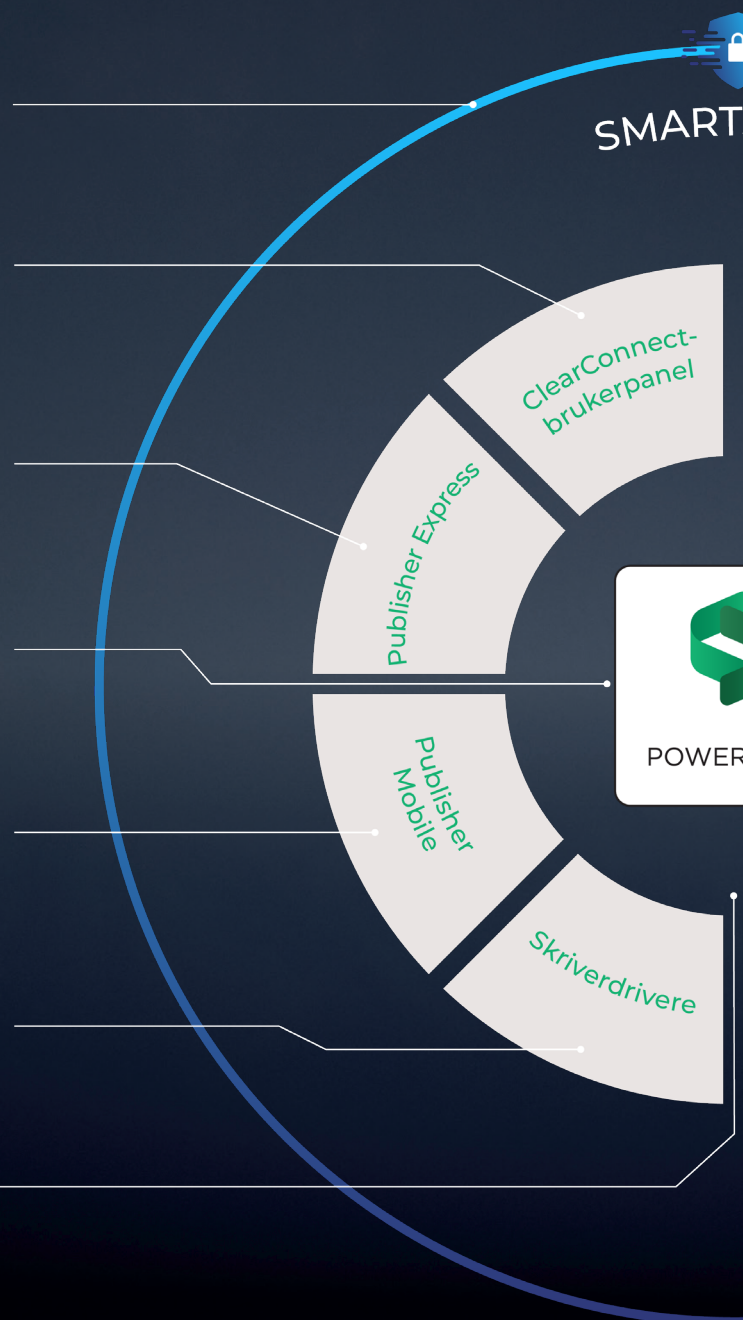 SMART
ClearConnect-
brukerpanel
Publisher Express
POWER
Publisher
Mobile
Skriverdrivere